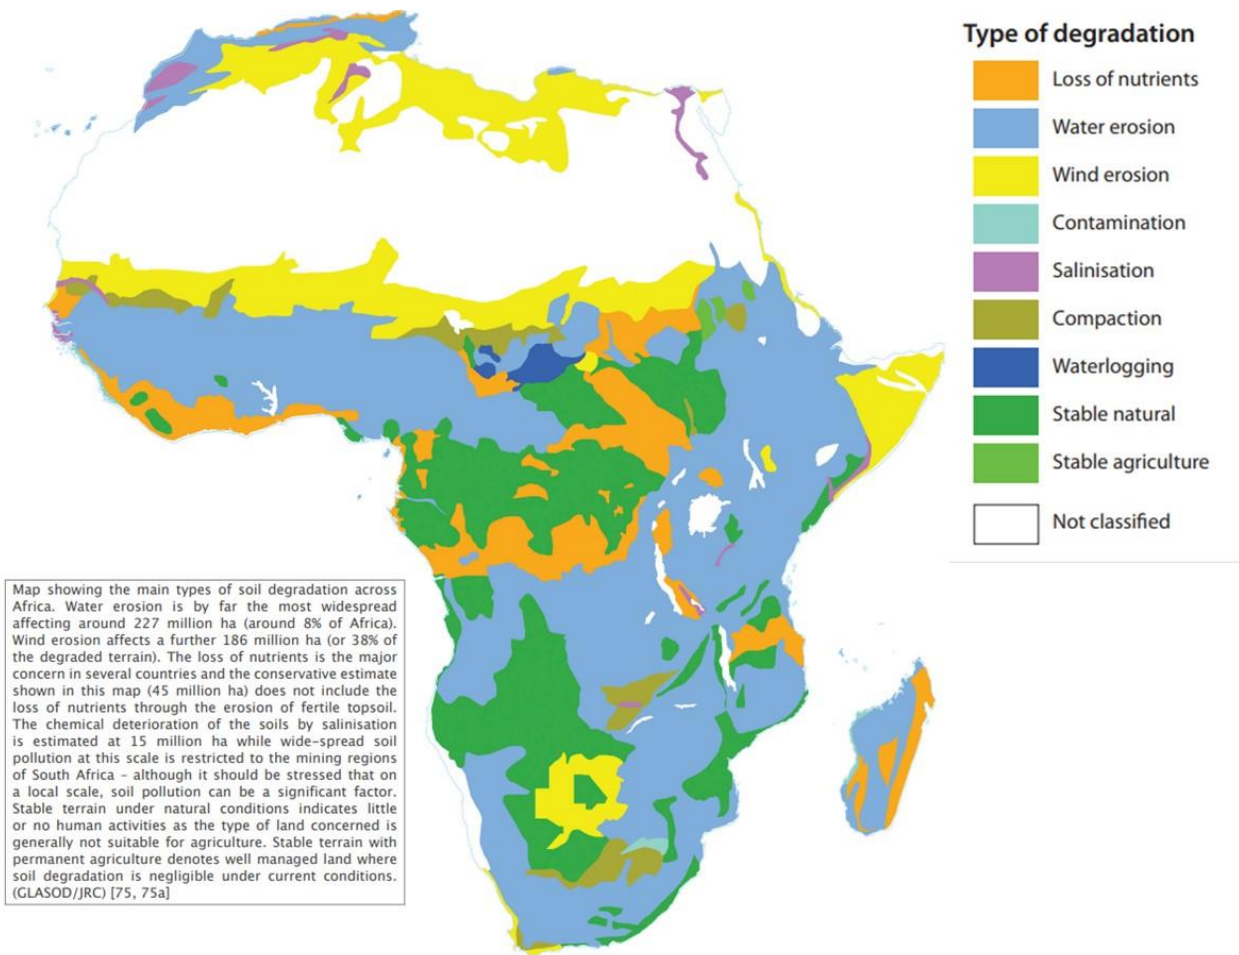 Type of degradation
Loss of nutrients
Water erosion
Wind erosion
Contamination
Salinisation
Compaction
Waterlogging
Stable natural
Stable agriculture
Not classified
Map showing the main types of soil degradation across
Africa. Water erosion is by far the most widespread
affecting around 227 million ha (around 8% of Africa).
Wind erosion affects a further 186 million ha (or 38% of
the degraded terrain). The loss of nutrients is the major
concern in several countries and the conservative estimate
shown in this map (45 million ha) does not include the
loss of nutrients through the erosion of fertile topsoil.
The chemical deterioration of the soils by salinisation
is estimated at 15 million ha while wide-spread soil
pollution at this scale is restricted to the mining regions
of South Africa – although it should be stressed that on
a local scale, soil pollution can be a significant factor.
Stable terrain under natural conditions indicates little
or no human activities as the type of land concerned is
generally not suitable for agriculture. Stable terrain with
permanent agriculture denotes well managed land where
soil degradation is negligible under current conditions.
(GLASOD/JRC) [75, 75a]